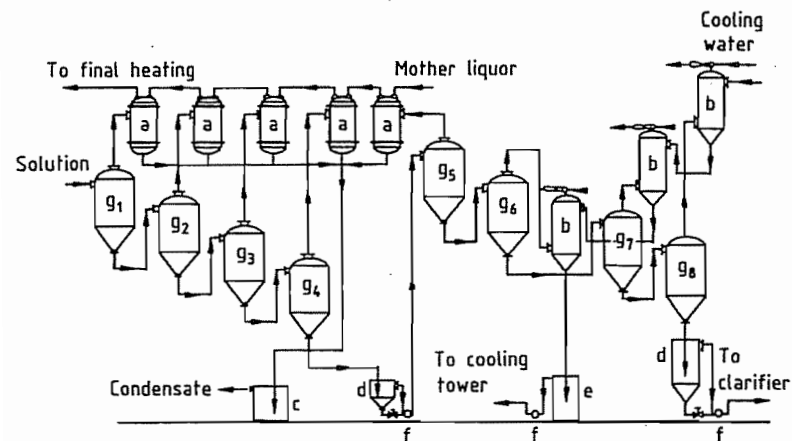 Cooling
water
To final heating
Mother liquor
b
a
a
a
a
a
b
Solution
g5
g1
g6
g2
b
g7
g3
g8
g4
d
To
clarifier
To cooling
tower
Condensate
c
d
e
f
f
f